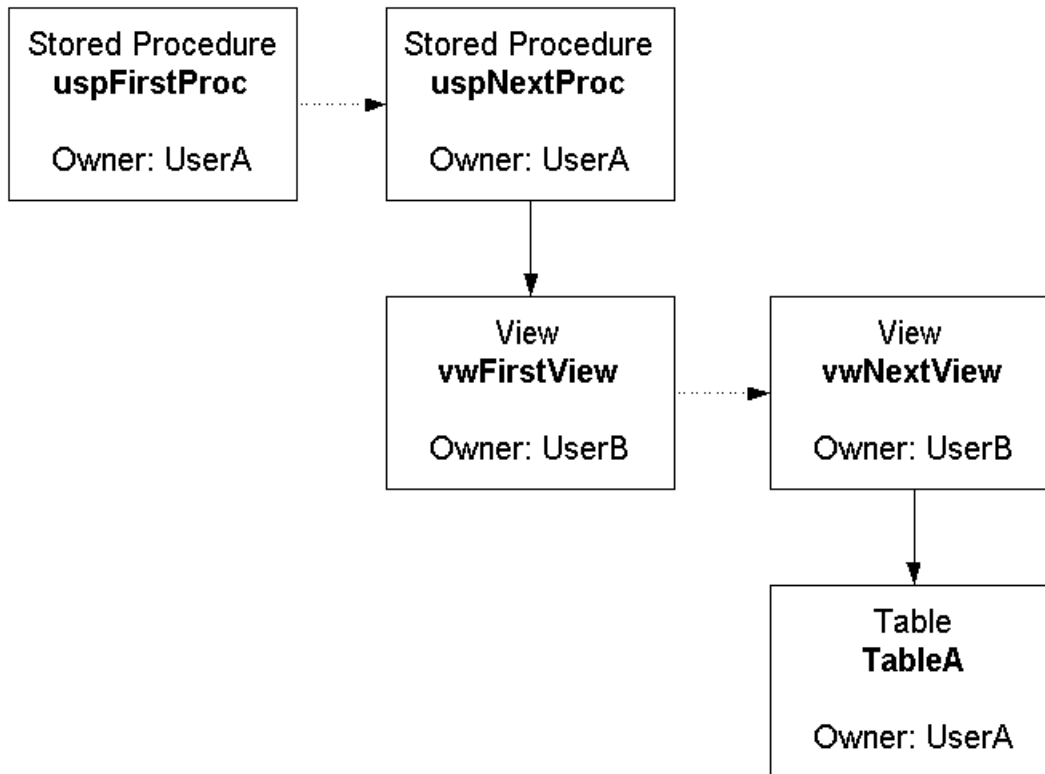 Stored Procedure
uspFirstProc
Owner: UserA
Stored Procedure
uspNextProc
Owner: UserA
View
vwFirstView
Owner: UserB
View
vwNextView
Owner: UserB
Table
TableA
Owner: UserA